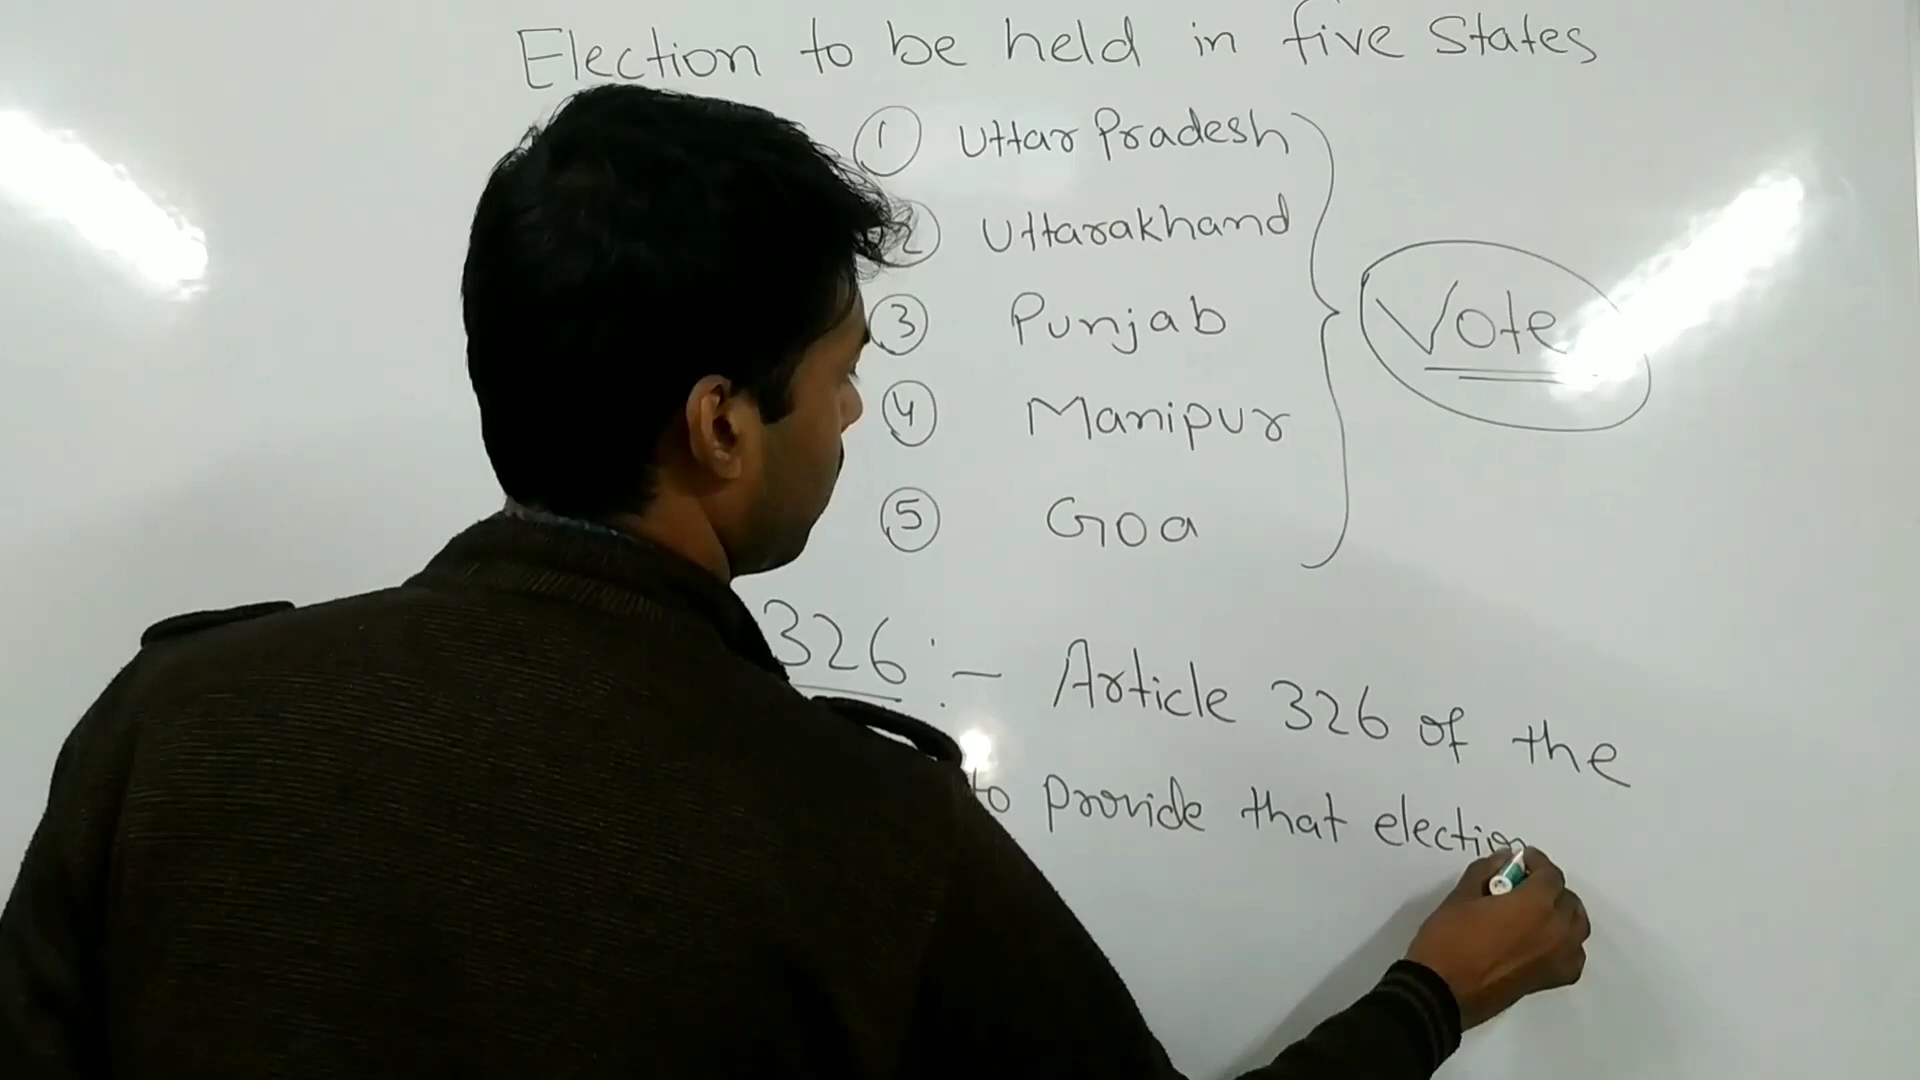 Election to be held in five States
① Uttar Pradesh
② Uttarakhand
③ Punjab
④ Manipur
⑤ Goa
Vote
326 :- Article 326 of the
to provide that election